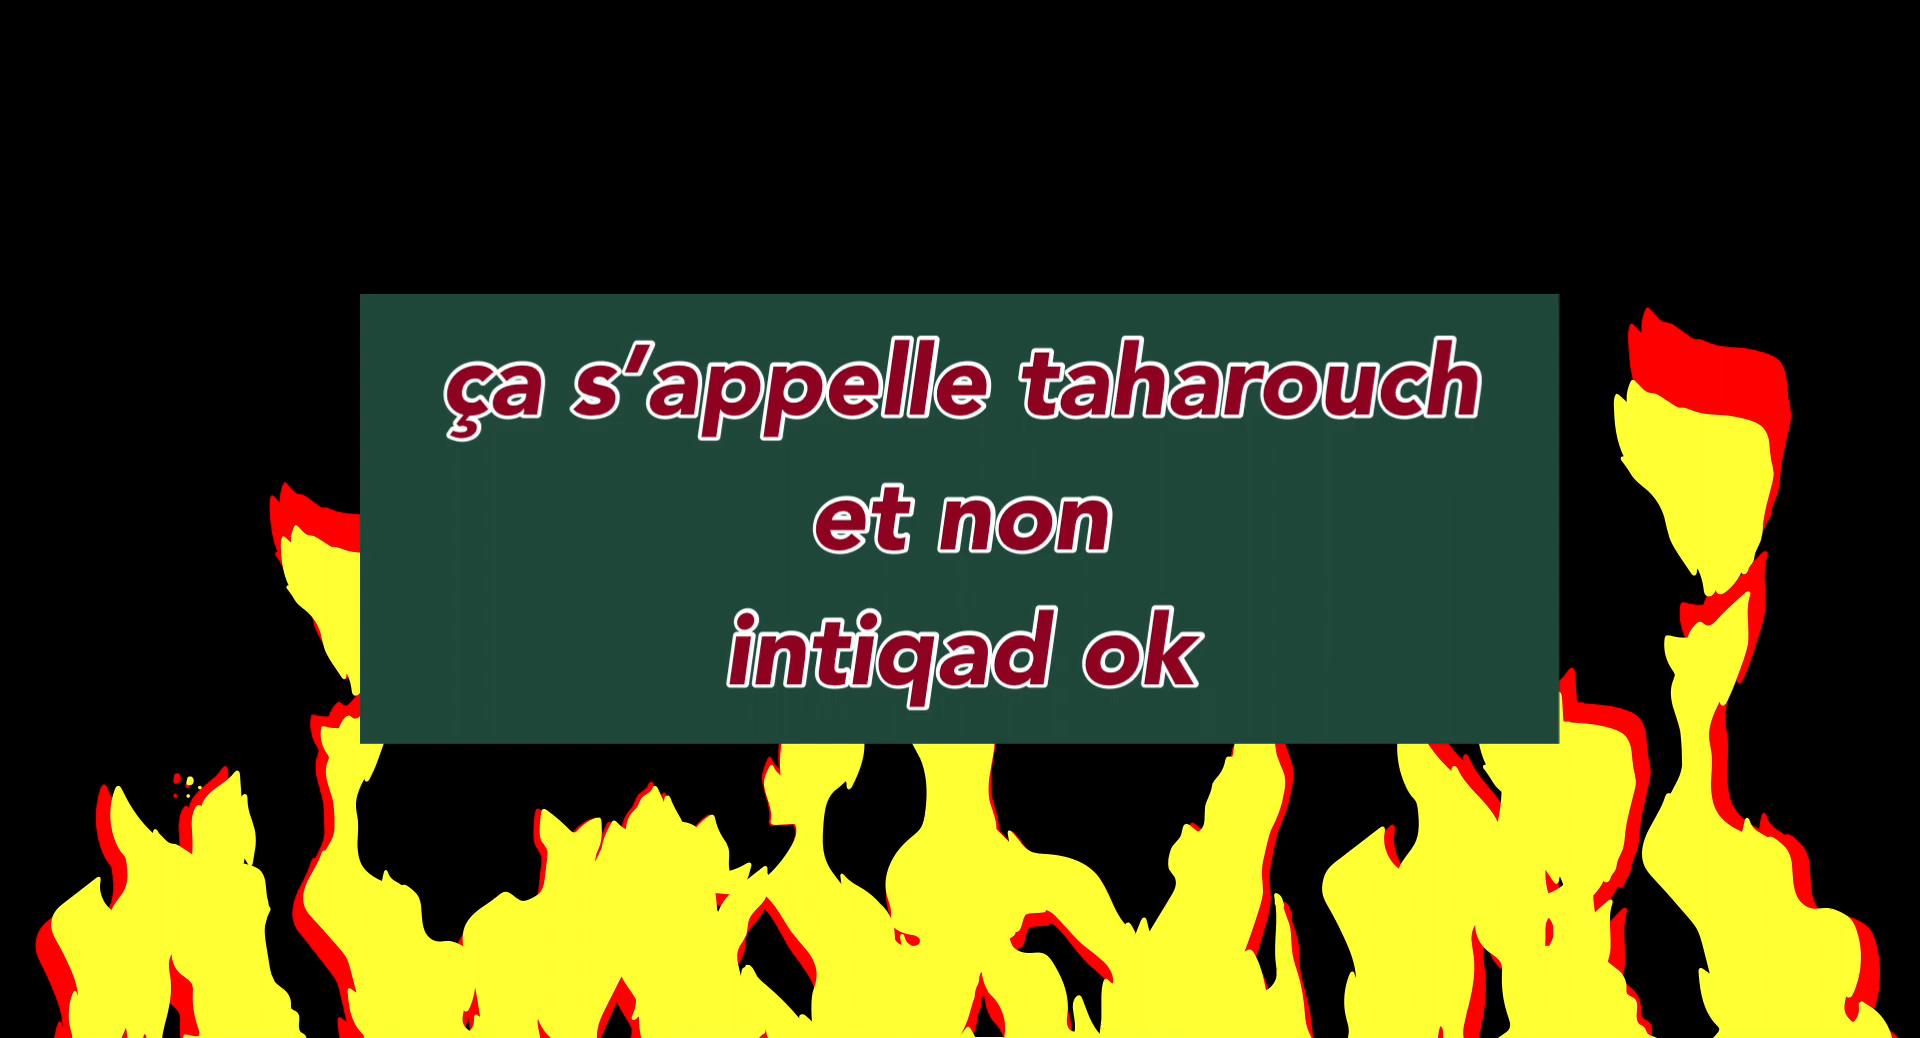 ça s’appelle taharouch
et non
intiqad ok